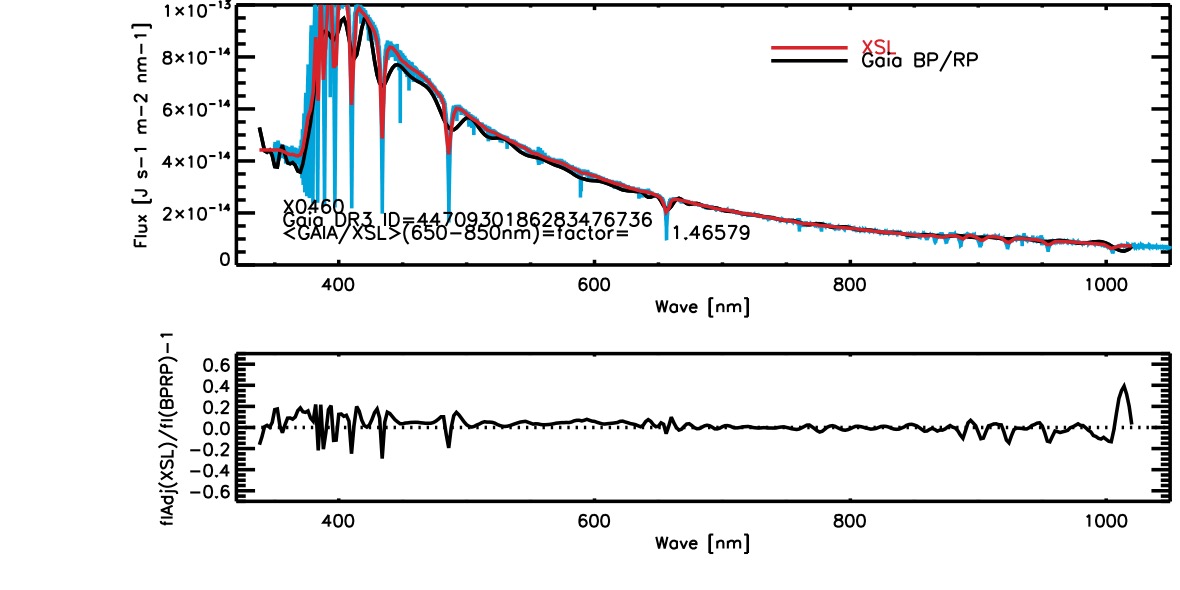 1×10⁻¹³
8×10⁻¹⁴
6×10⁻¹⁴
4×10⁻¹⁴
2×10⁻¹⁴
0
Flux [J s−1 m−2 nm−1]
XSL
Gaia BP/RP
X0460
Gaia DR3 ID=4470930186283476736
<GAIA/XSL>(650−850nm)=factor= 1.46579
400 600 800 1000
Wave [nm]
0.6
0.4
0.2
0.0
−0.2
−0.4
−0.6
flAdj(XSL)/fl(BPRP)−1
400 600 800 1000
Wave [nm]